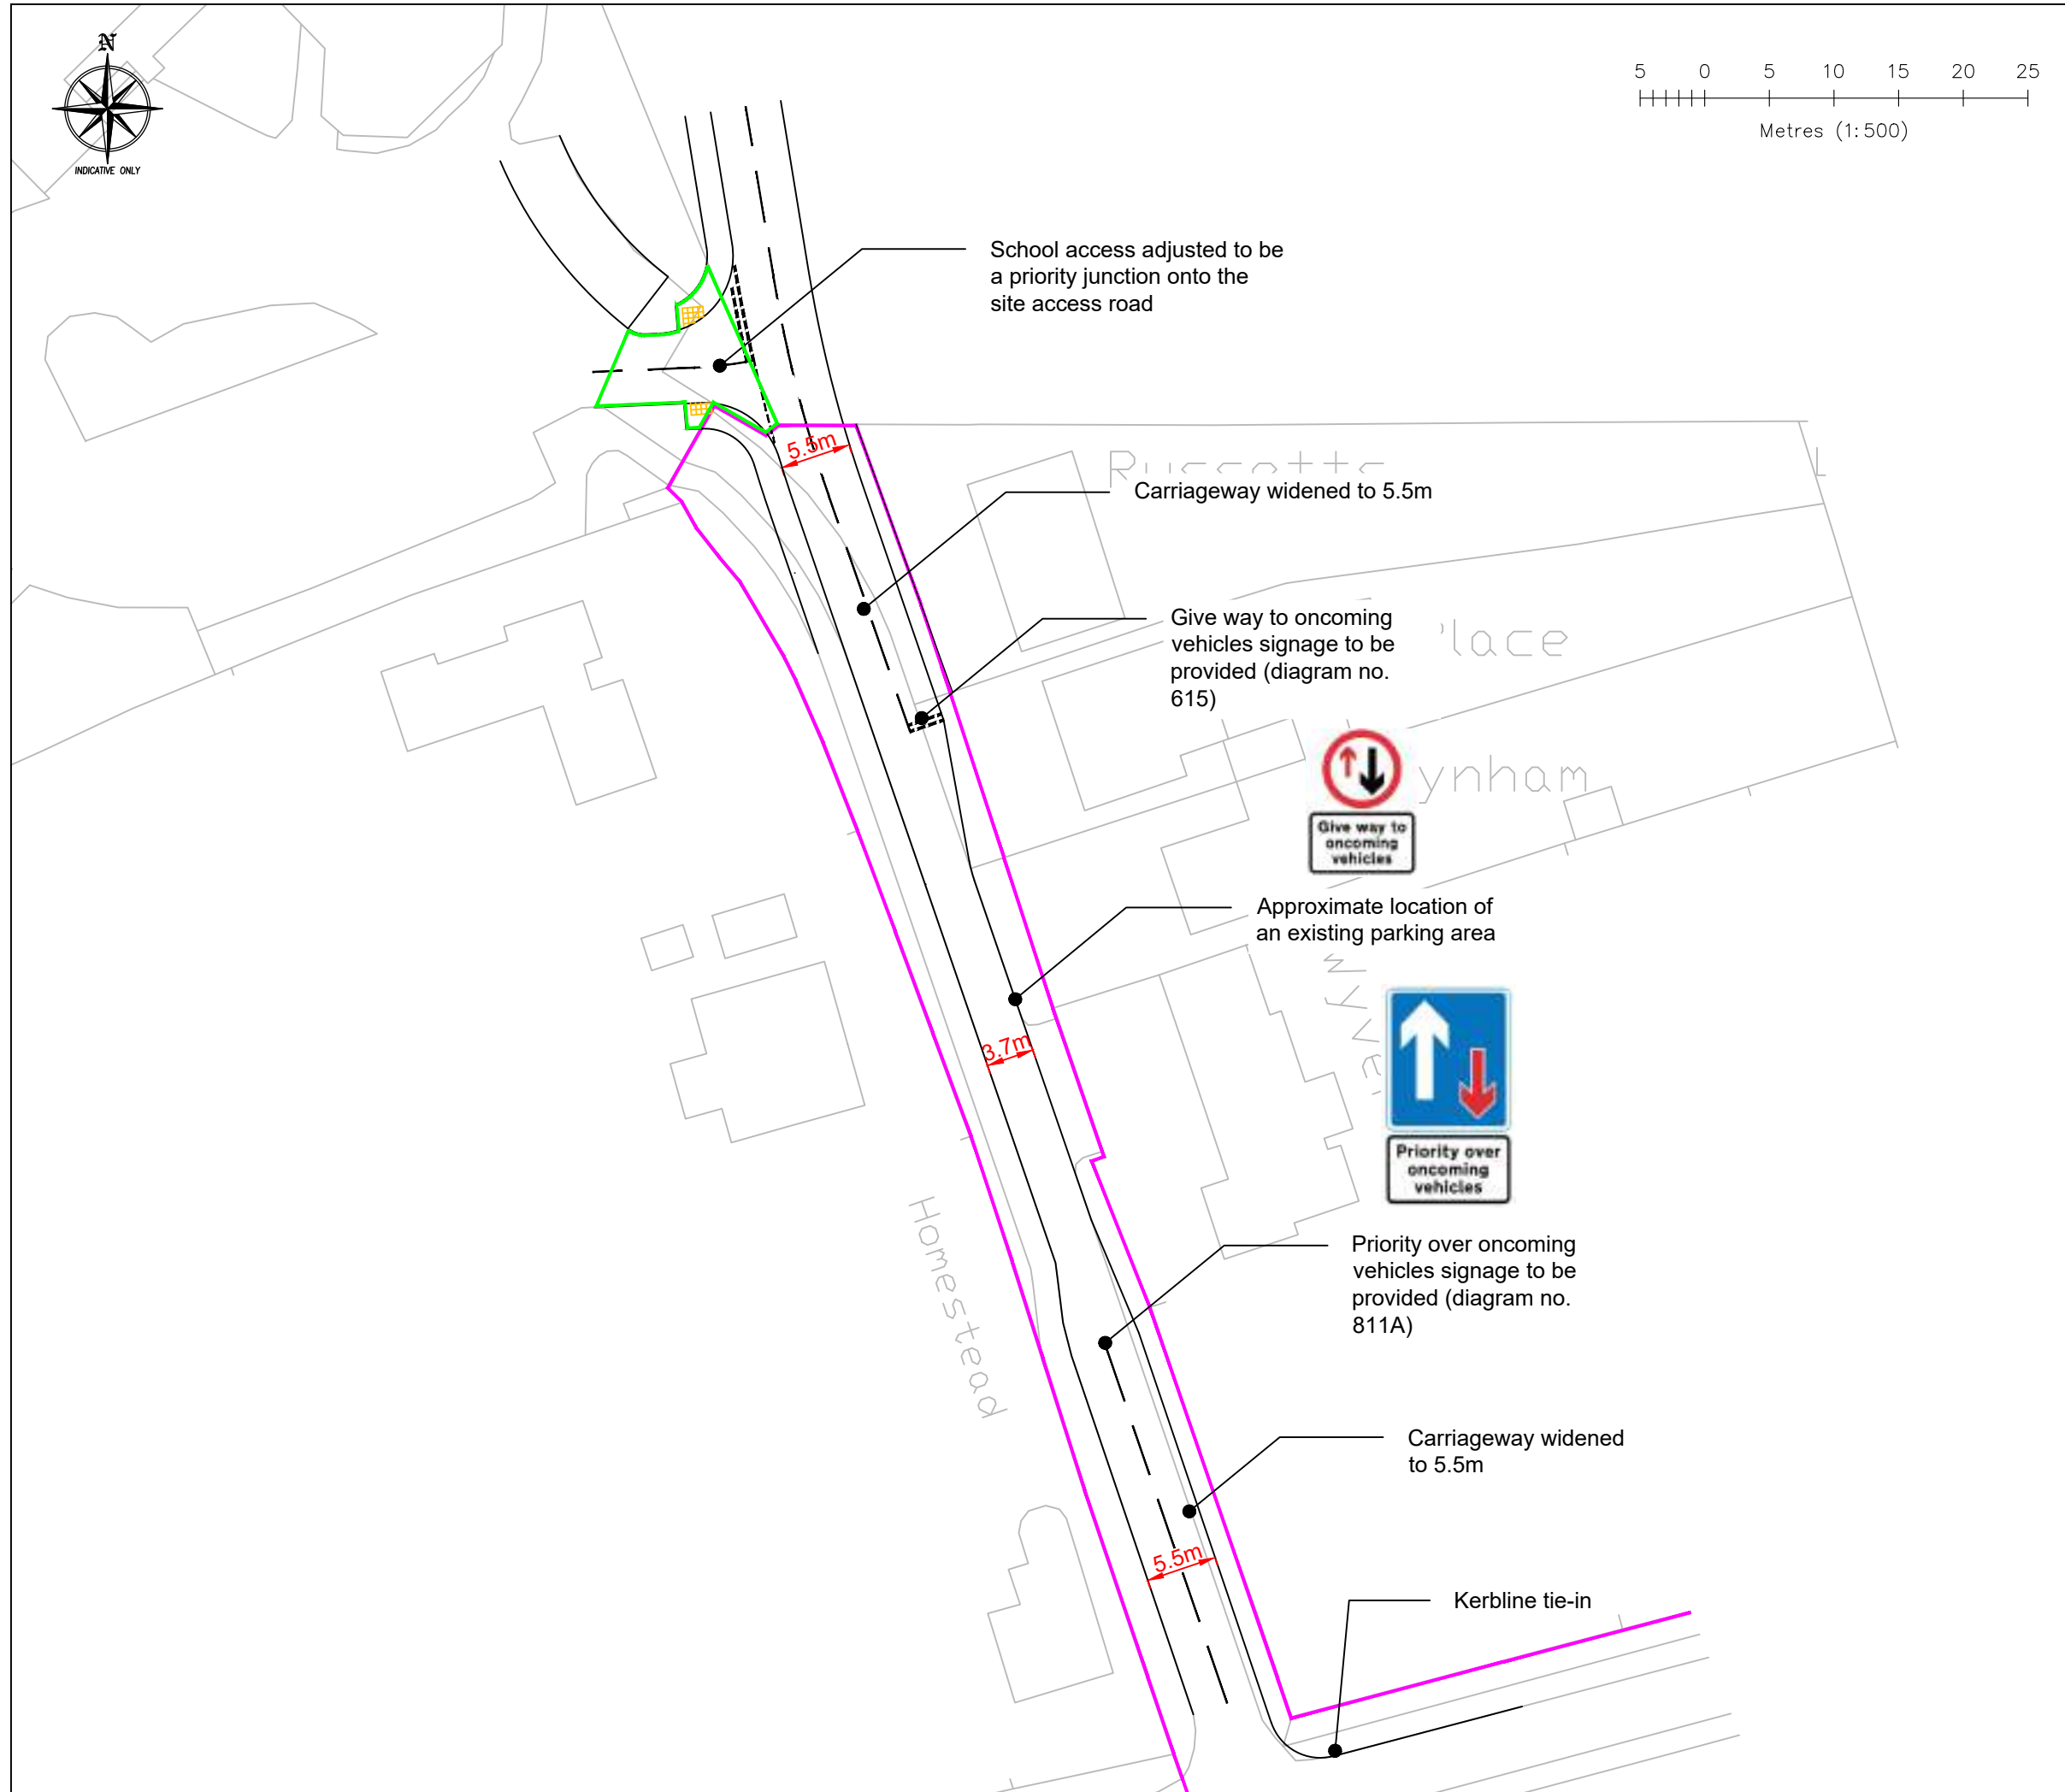 N
INDICATIVE ONLY
5 0 5 10 15 20 25
Metres (1:500)
School access adjusted to be
a priority junction onto the
site access road
5.5m
Carriageway widened to 5.5m
Give way to oncoming
vehicles signage to be
provided (diagram no.
615)
lace
ynham
Give way to
oncoming
vehicles
Approximate location of
an existing parking area
3.7m
Priority over
oncoming
vehicles
Homestead
Priority over oncoming
vehicles signage to be
provided (diagram no.
811A)
Carriageway widened
to 5.5m
5.5m
Kerbline tie-in